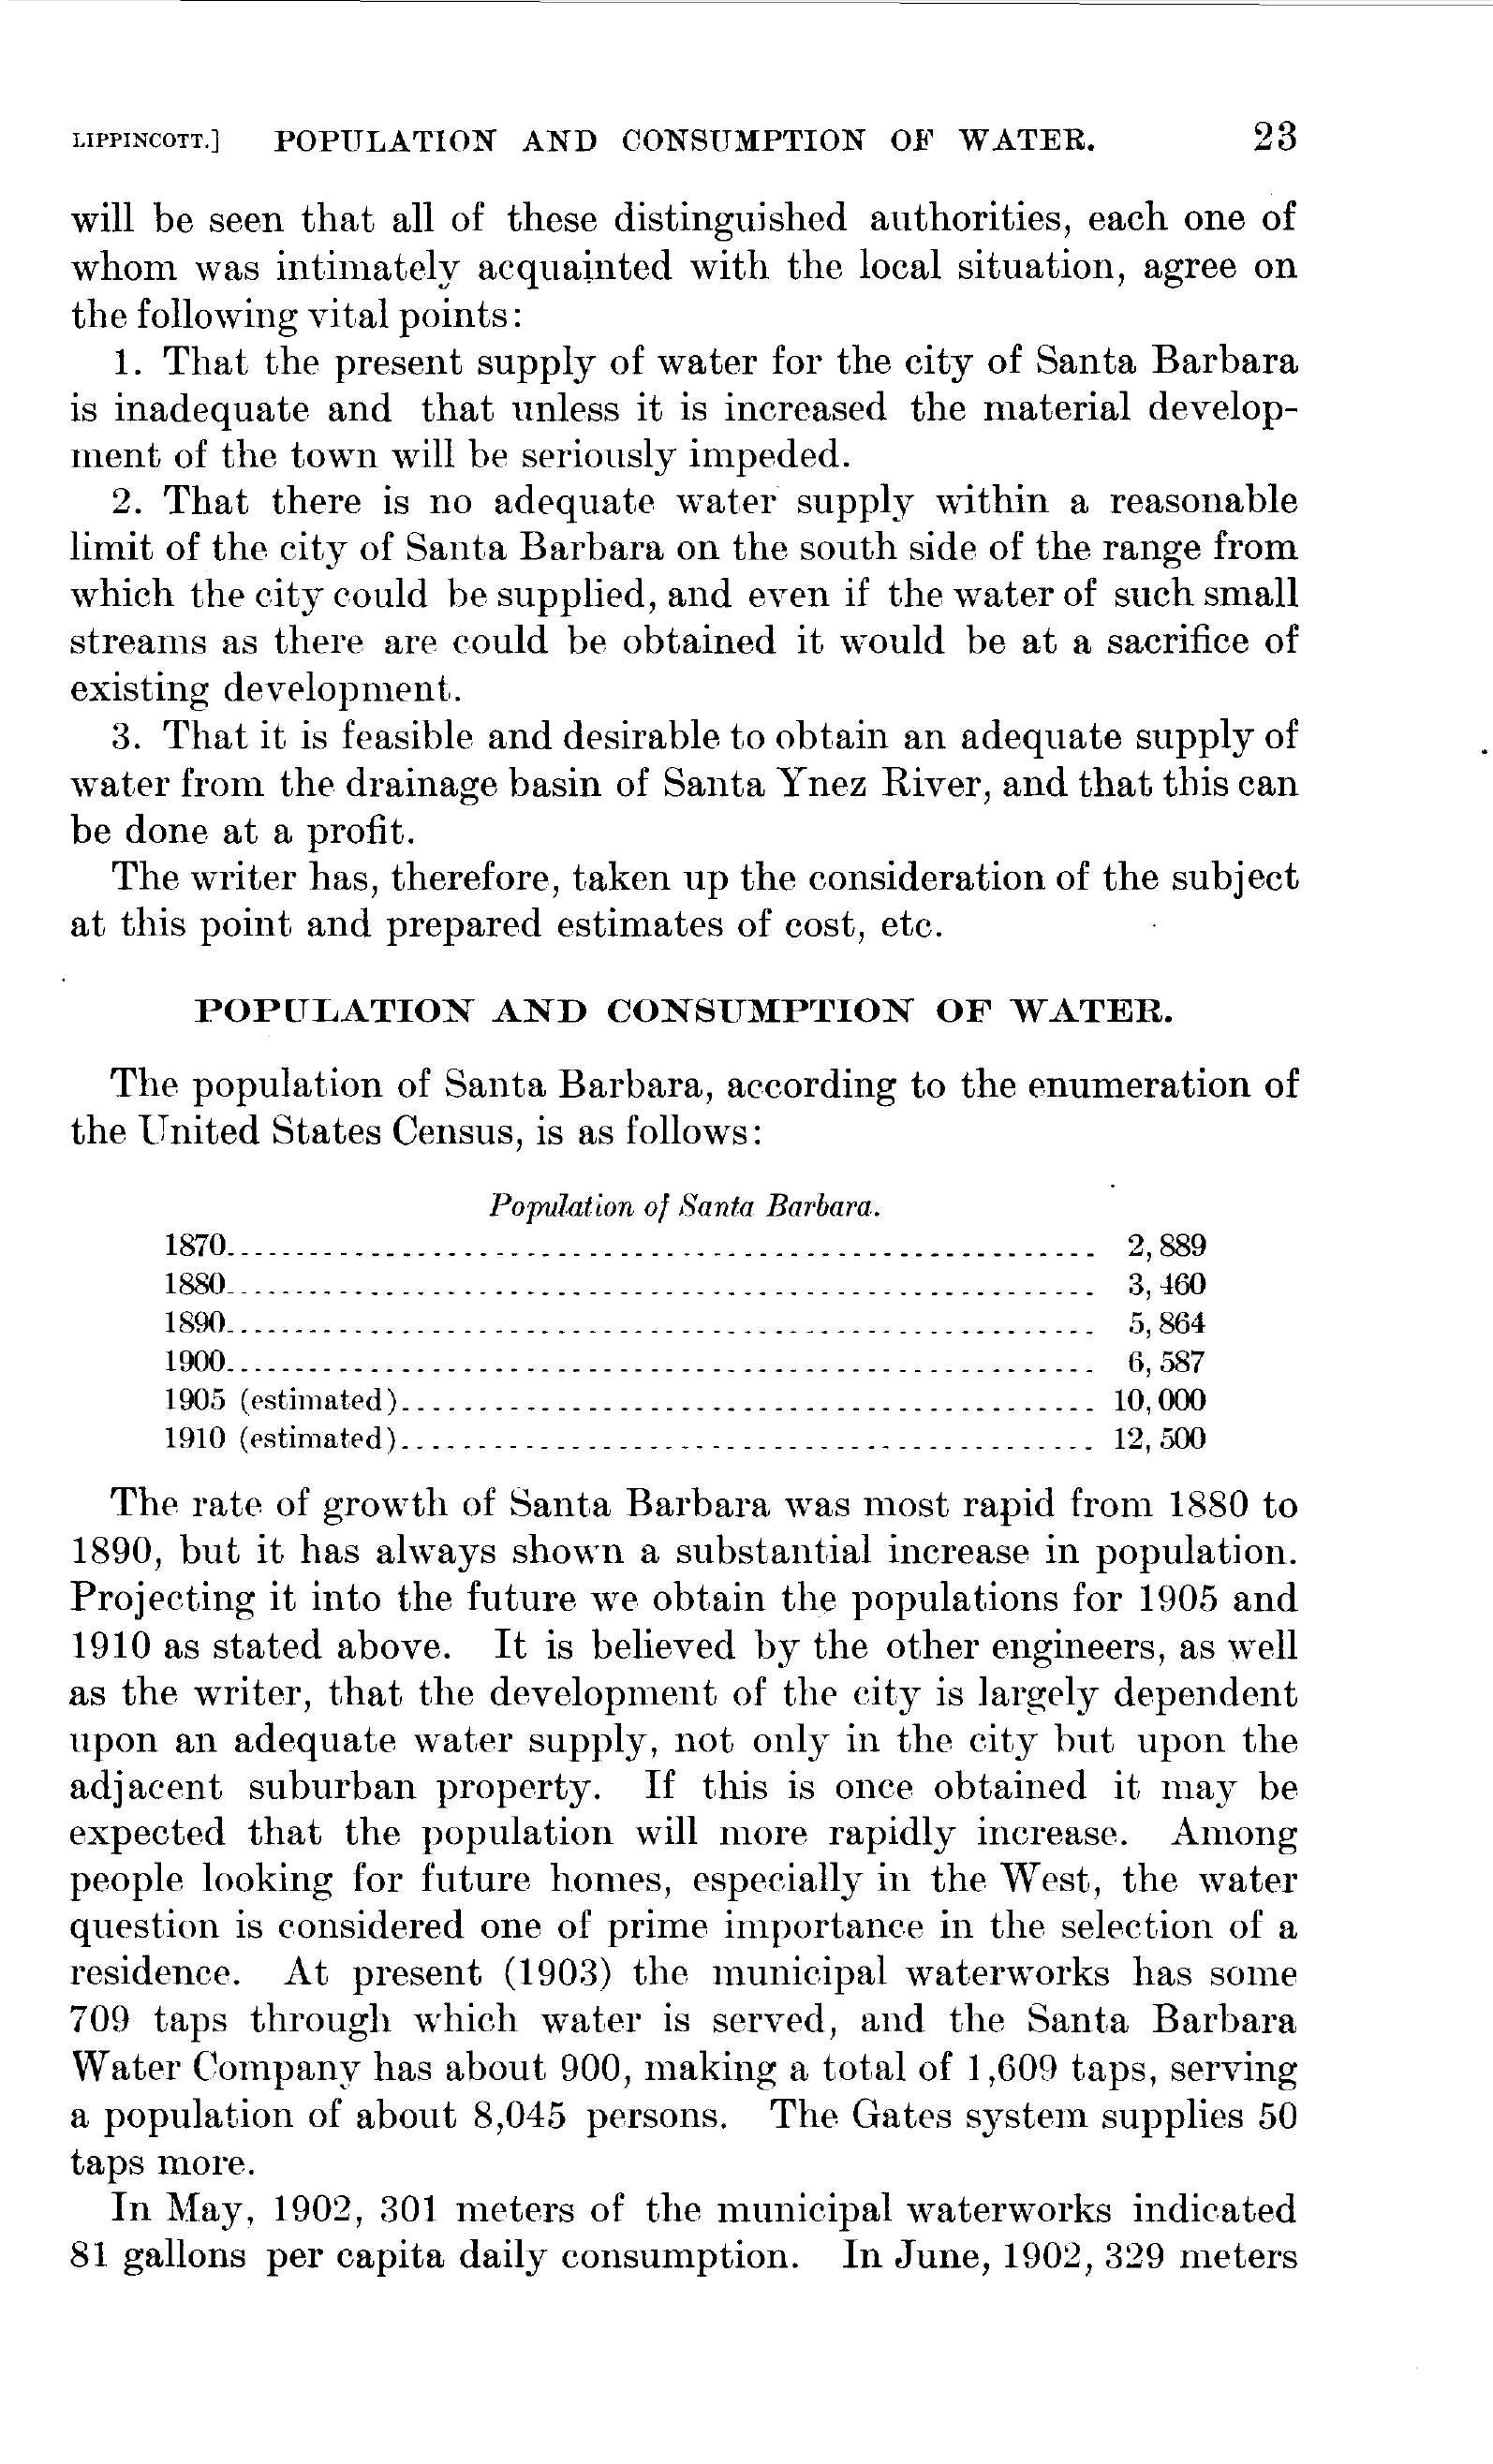 LIPPINCOTT.] POPULATION AND CONSUMPTION OF WATER. 23
will be seen that all of these distinguished authorities, each one of
whom was intimately acquainted with the local situation, agree on
the following vital points:
1. That the present supply of water for the city of Santa Barbara
is inadequate and that unless it is increased the material develop-
ment of the town will be seriously impeded.
2. That there is no adequate water supply within a reasonable
limit of the city of Santa Barbara on the south side of the range from
which the city could be supplied, and even if the water of such small
streams as there are could be obtained it would be at a sacrifice of
existing development.
3. That it is feasible and desirable to obtain an adequate supply of
water from the drainage basin of Santa Ynez River, and that this can
be done at a profit.
The writer has, therefore, taken up the consideration of the subject
at this point and prepared estimates of cost, etc.
POPULATION AND CONSUMPTION OF WATER.
The population of Santa Barbara, according to the enumeration of
the United States Census, is as follows:
Population of Santa Barbara.
1870 2,889
1880 3,460
1890 5,864
1900 6,587
1905 (estimated) 10,000
1910 (estimated) 12,500
The rate of growth of Santa Barbara was most rapid from 1880 to
1890, but it has always shown a substantial increase in population.
Projecting it into the future we obtain the populations for 1905 and
1910 as stated above. It is believed by the other engineers, as well
as the writer, that the development of the city is largely dependent
upon an adequate water supply, not only in the city but upon the
adjacent suburban property. If this is once obtained it may be
expected that the population will more rapidly increase. Among
people looking for future homes, especially in the West, the water
question is considered one of prime importance in the selection of a
residence. At present (1903) the municipal waterworks has some
709 taps through which water is served, and the Santa Barbara
Water Company has about 900, making a total of 1,609 taps, serving
a population of about 8,045 persons. The Gates system supplies 50
taps more.
In May, 1902, 301 meters of the municipal waterworks indicated
81 gallons per capita daily consumption. In June, 1902, 329 meters